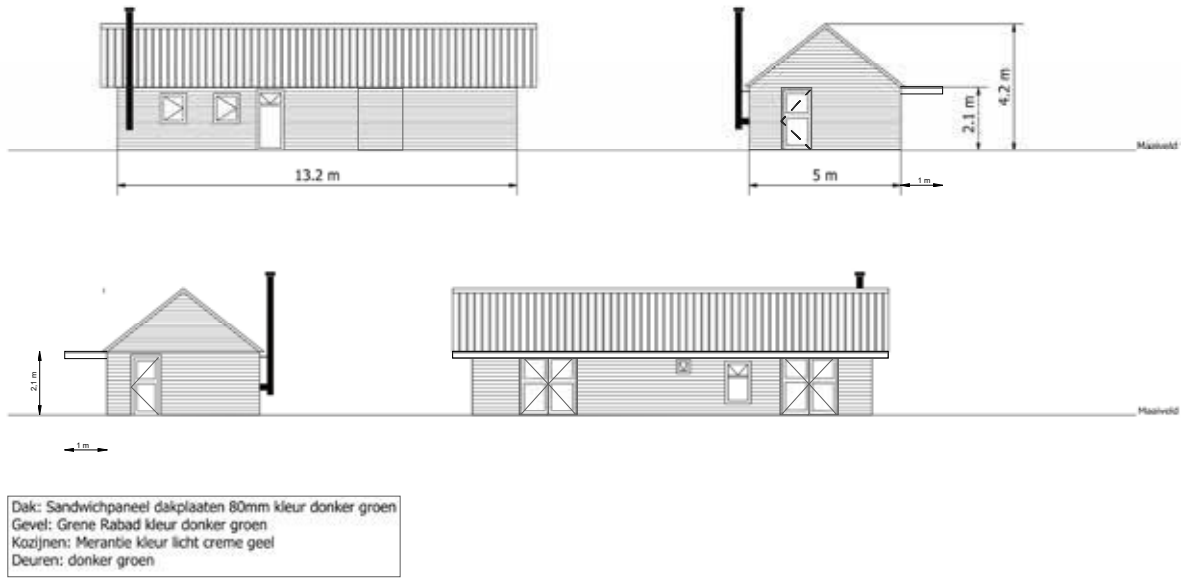 4.2 m
2.1 m
Maaiveld
13.2 m
5 m
1 m
2,1 m
Maaiveld
1 m
Dak: Sandwichpaneel dakplaaten 80mm kleur donker groen
Gevel: Grene Rabad kleur donker groen
Kozijnen: Merantie kleur licht creme geel
Deuren: donker groen